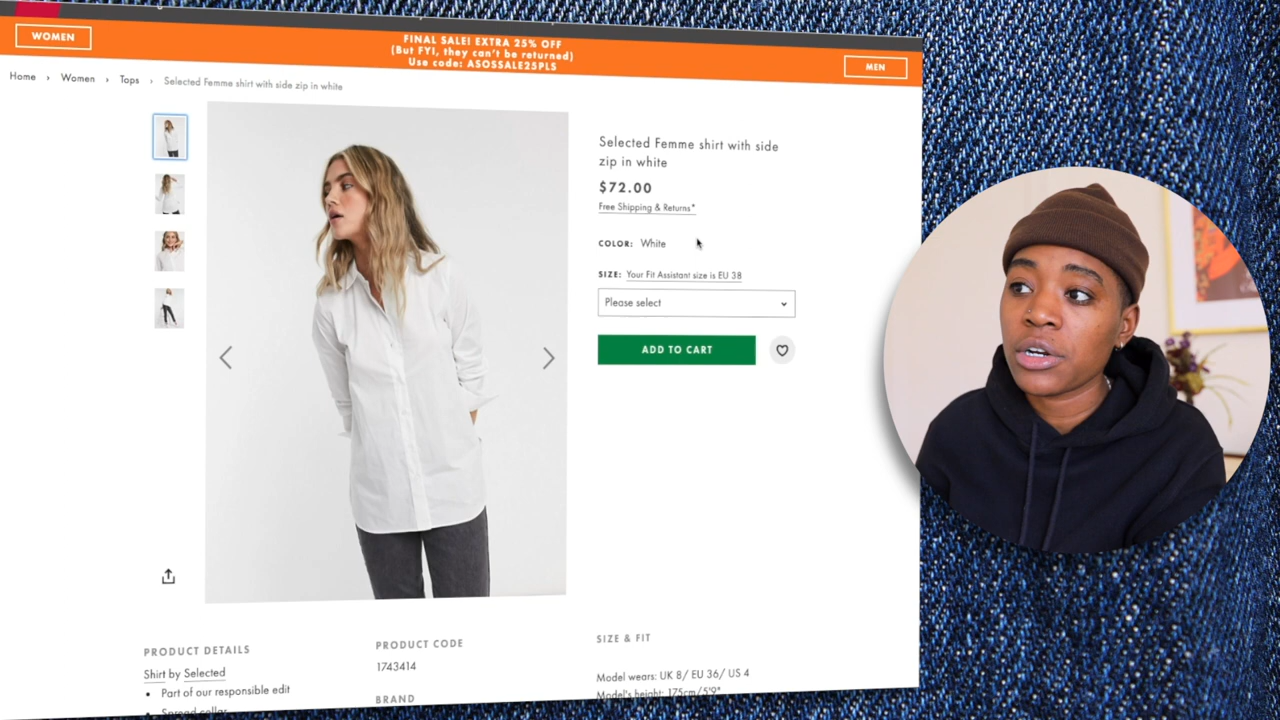 WOMEN
FINAL SALE! EXTRA 25% OFF
(But FYI, they can't be returned)
Use code: ASOSSALE25PLS
MEN
Home › Women › Tops › Selected Femme shirt with side zip in white
Selected Femme shirt with side
zip in white
$72.00
Free Shipping & Returns*
COLOR: White
SIZE: Your Fit Assistant size is EU 38
Please select
ADD TO CART
PRODUCT DETAILS
Shirt by Selected
• Part of our responsible edit
• Spread collar
PRODUCT CODE
1743414
BRAND
SIZE & FIT
Model wears: UK 8/ EU 36/ US 4
Model's height: 175cm/5'9"